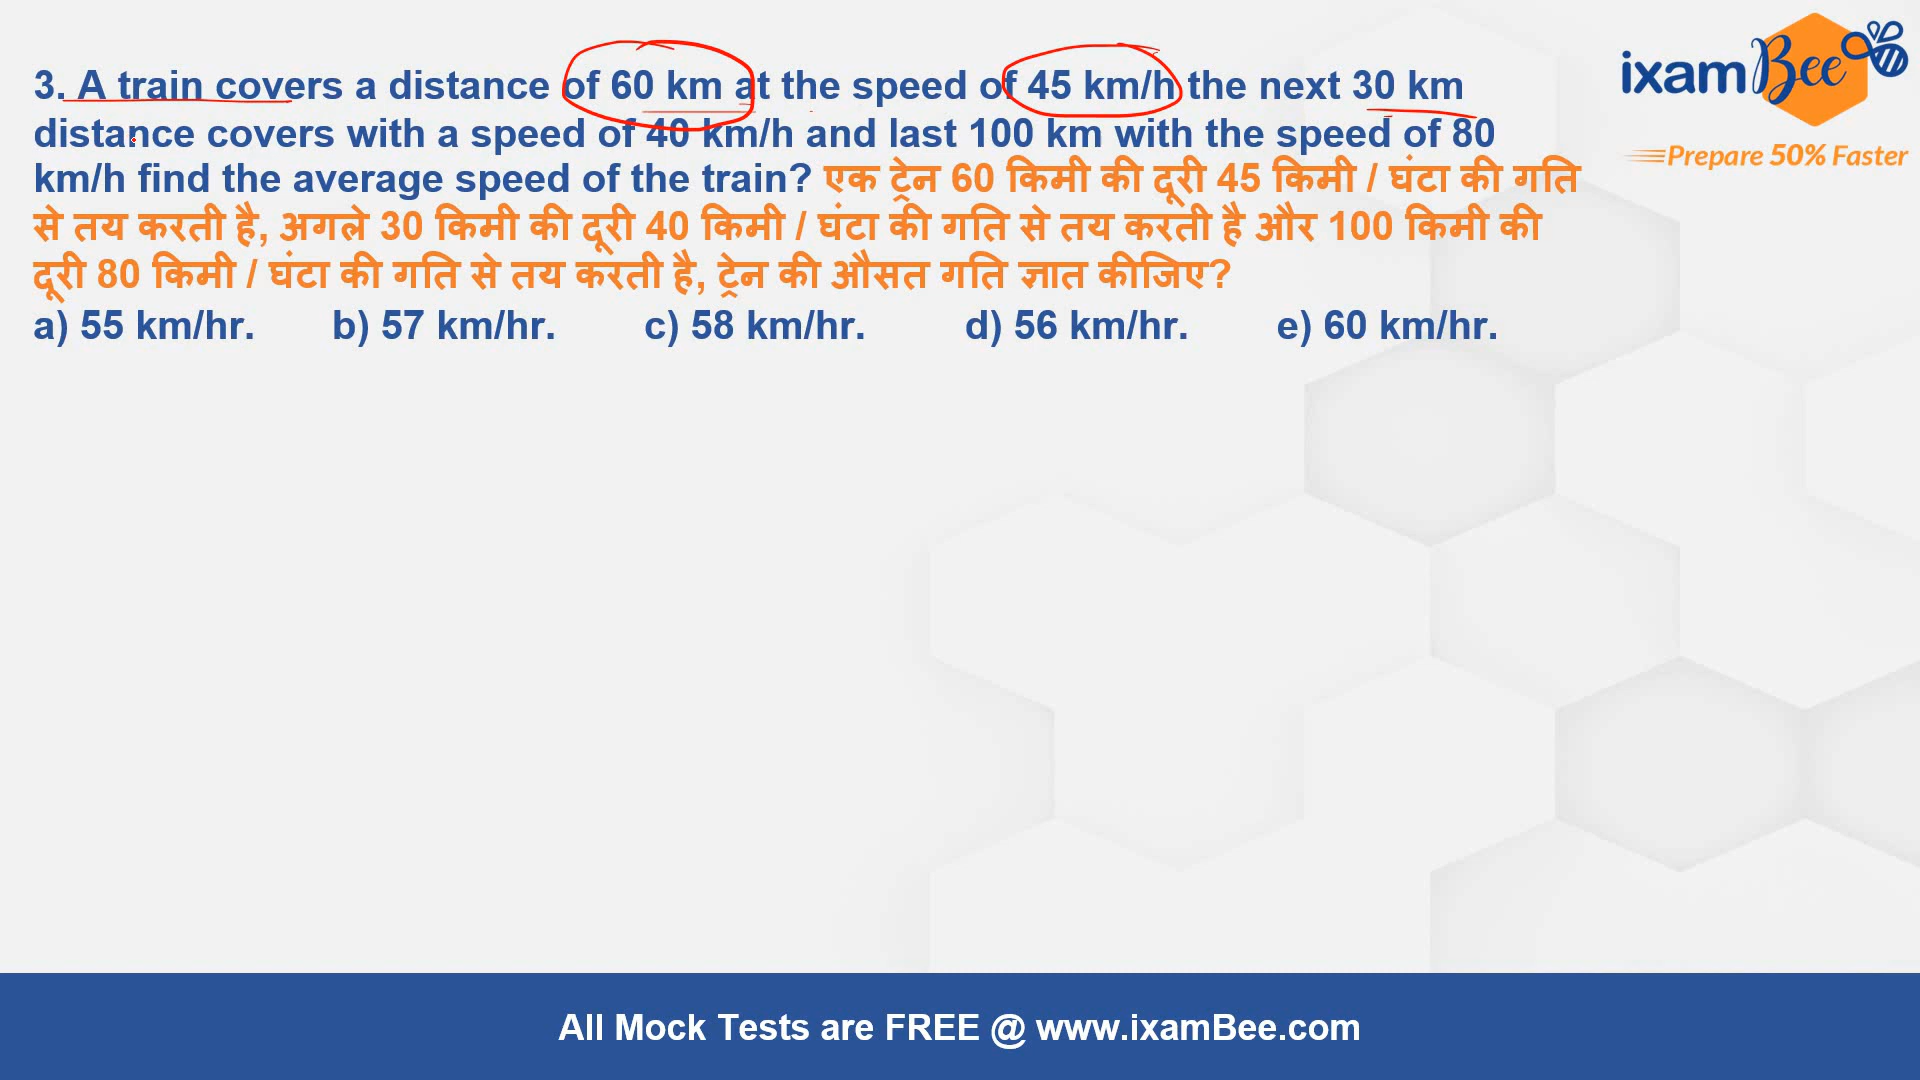 3. A train covers a distance of 60 km at the speed of 45 km/h the next 30 km
distance covers with a speed of 40 km/h and last 100 km with the speed of 80
km/h find the average speed of the train? एक ट्रेन 60 किमी की दूरी 45 किमी / घंटा की गति
से तय करती है, अगले 30 किमी की दूरी 40 किमी / घंटा की गति से तय करती है और 100 किमी की
दूरी 80 किमी / घंटा की गति से तय करती है, ट्रेन की औसत गति ज्ञात कीजिए?
a) 55 km/hr. b) 57 km/hr. c) 58 km/hr. d) 56 km/hr. e) 60 km/hr.
ixamBee
Prepare 50% Faster
All Mock Tests are FREE @ www.ixamBee.com